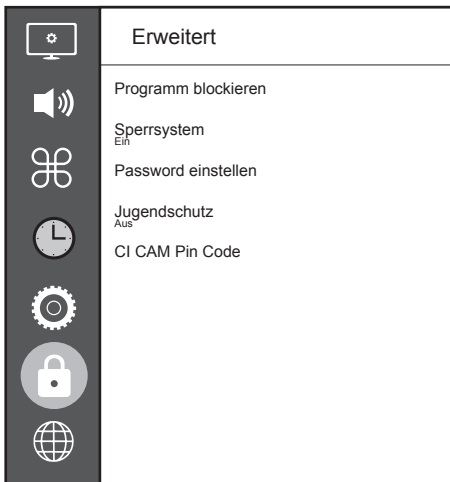 Erweitert
Programm blockieren
Sperrsystem
Ein
Password einstellen
Jugendschutz
Aus
CI CAM Pin Code